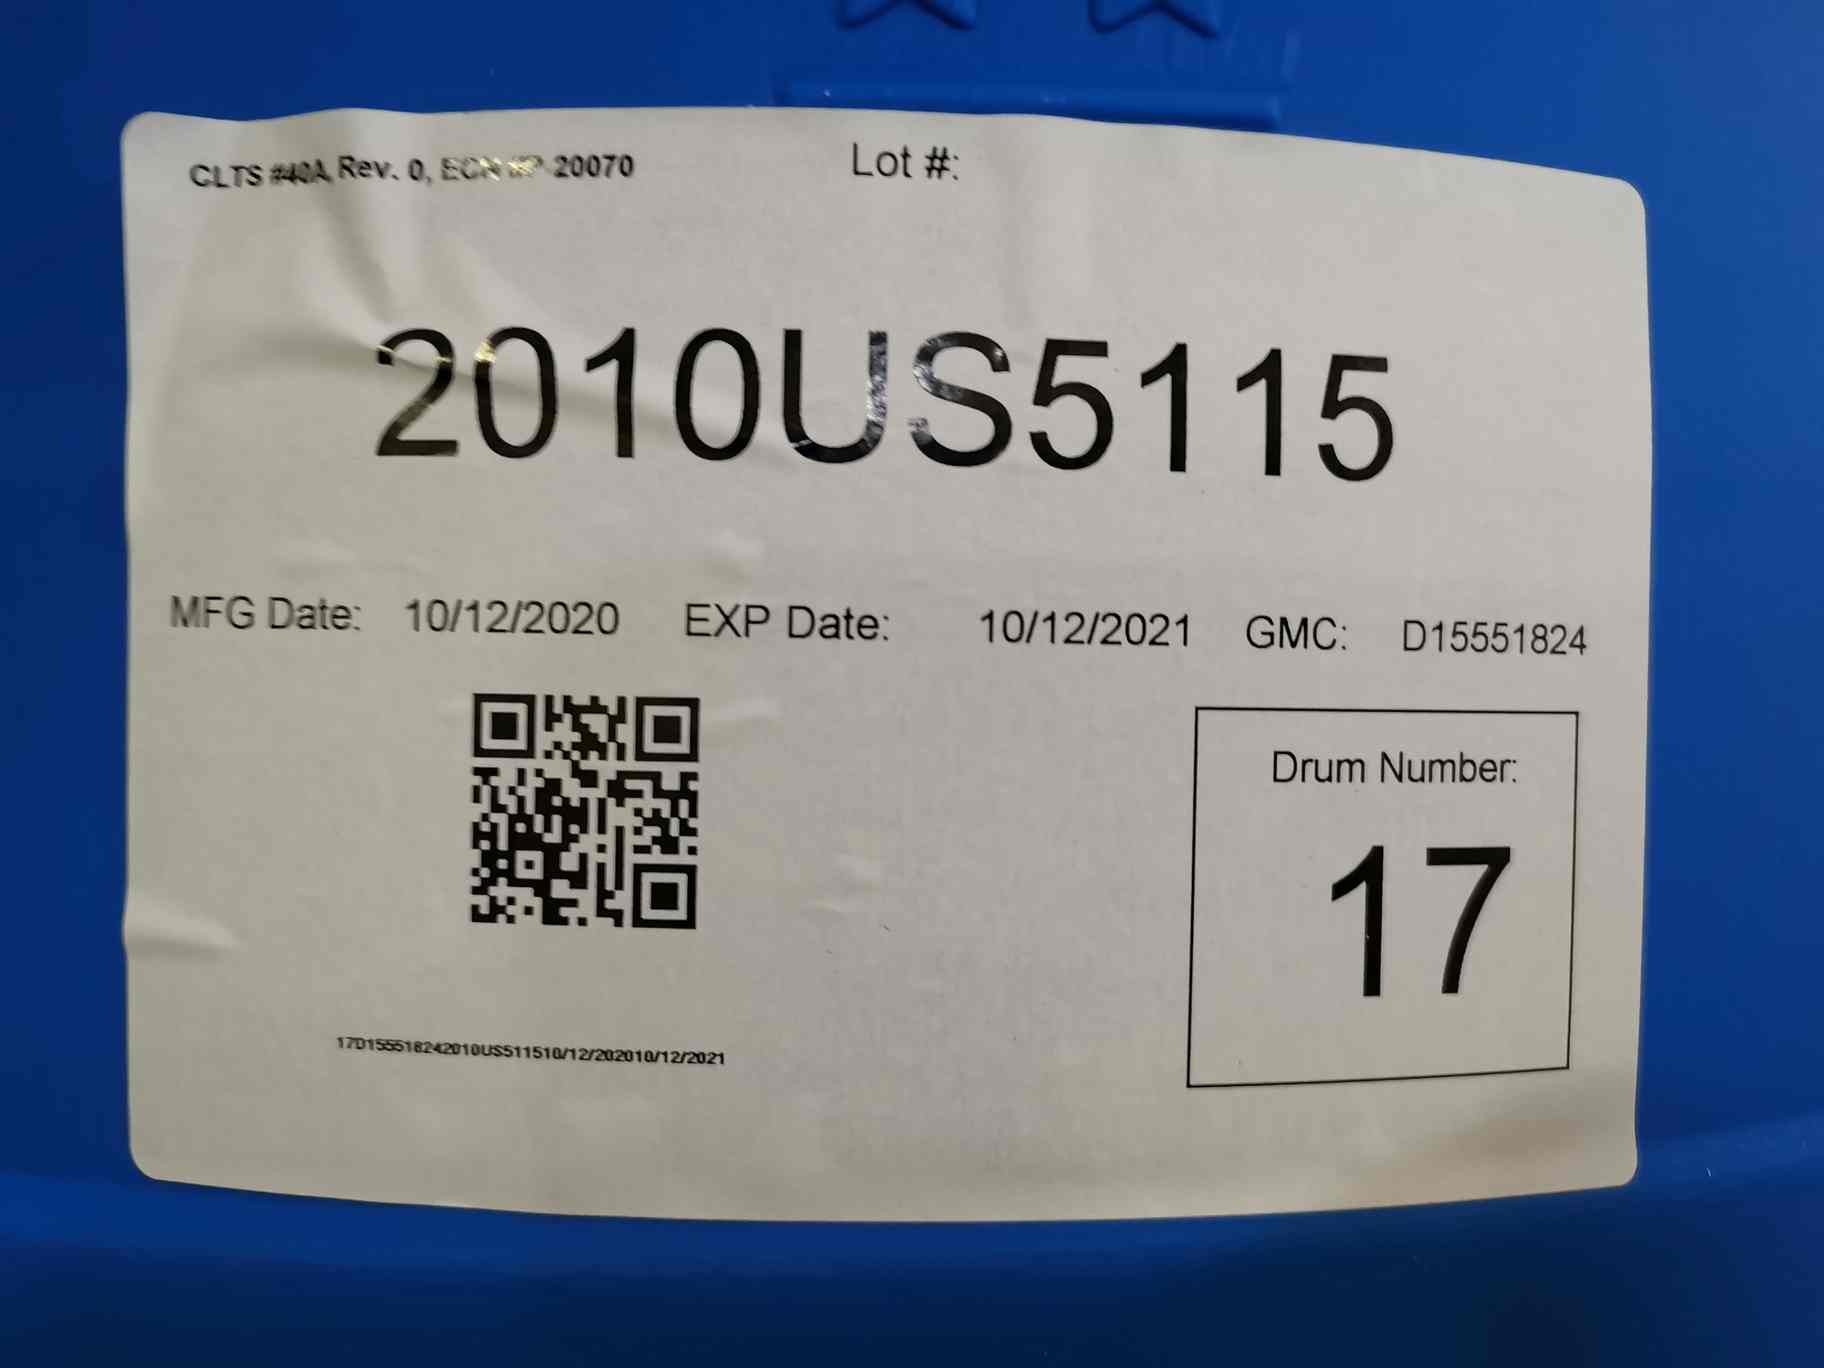 CLTS #40A, Rev. 0, ECN #P-20070
Lot #:
2010US5115
MFG Date: 10/12/2020 EXP Date: 10/12/2021 GMC: D15551824
Drum Number:
17
17D155518242010US511510/12/202010/12/2021